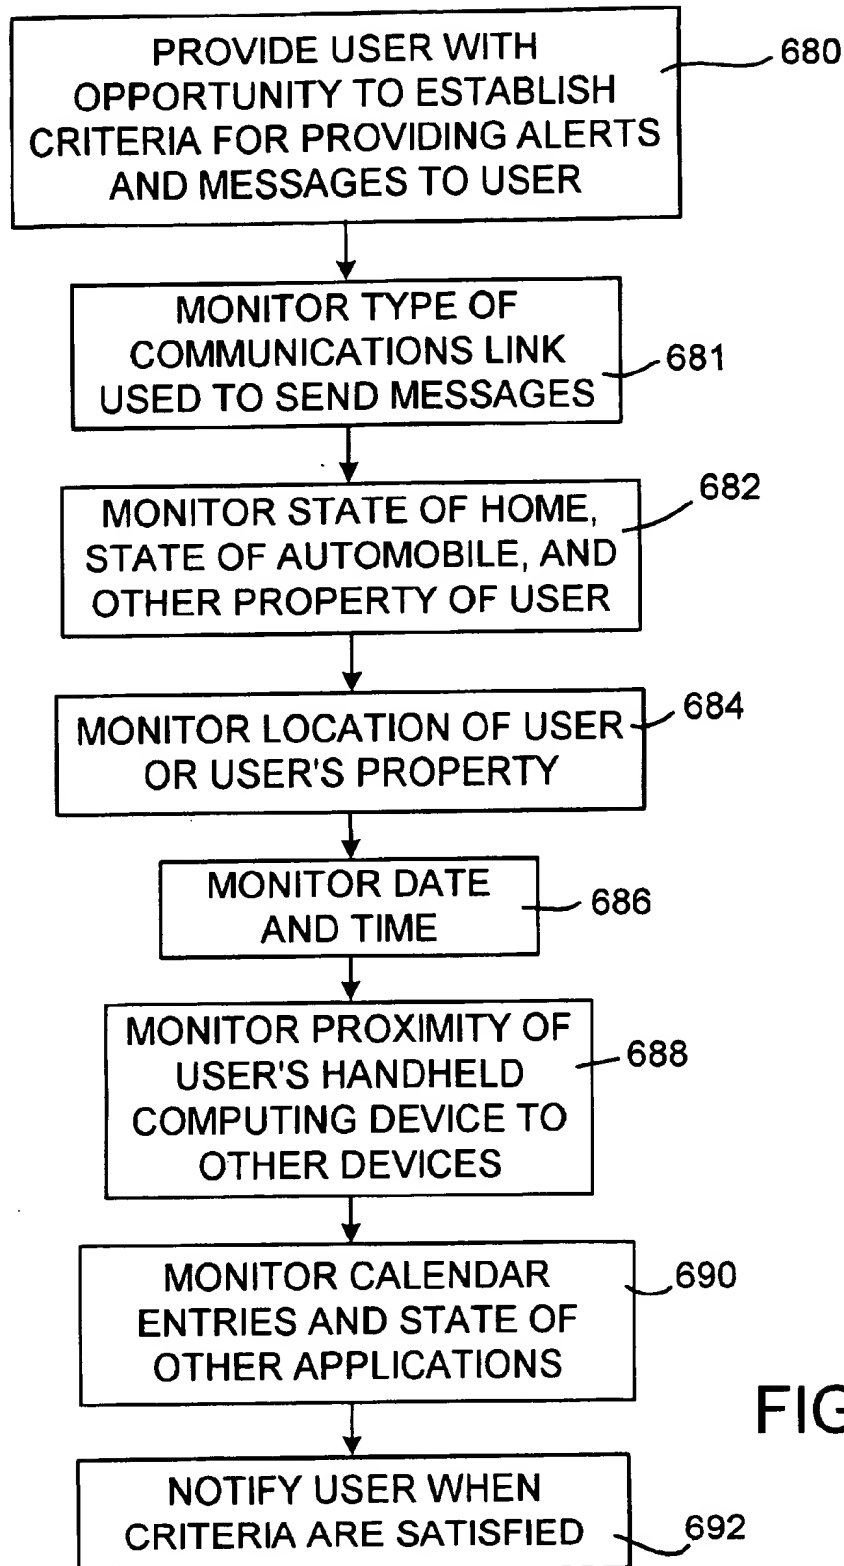 PROVIDE USER WITH
OPPORTUNITY TO ESTABLISH
CRITERIA FOR PROVIDING ALERTS
AND MESSAGES TO USER
680
MONITOR TYPE OF
COMMUNICATIONS LINK
USED TO SEND MESSAGES
681
MONITOR STATE OF HOME,
STATE OF AUTOMOBILE, AND
OTHER PROPERTY OF USER
682
MONITOR LOCATION OF USER
OR USER'S PROPERTY
684
MONITOR DATE
AND TIME
686
MONITOR PROXIMITY OF
USER'S HANDHELD
COMPUTING DEVICE TO
OTHER DEVICES
688
MONITOR CALENDAR
ENTRIES AND STATE OF
OTHER APPLICATIONS
690
FIG
NOTIFY USER WHEN
CRITERIA ARE SATISFIED
692